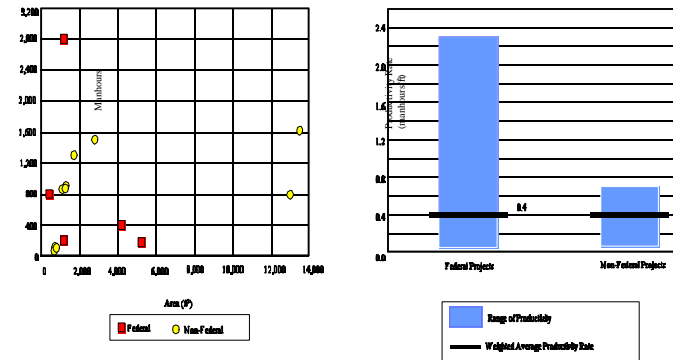 3,200
2,800
2,400
2,000
1,600
1,200
800
400
0
Manhours
0 2,000 4,000 6,000 8,000 10,000 12,000 14,000
Area (ft²)
Federal Non-Federal
2.4
2.0
1.6
1.2
0.8
0.4
0.0
Productivity Rate
(manhours/ft)
0.4
Federal Projects Non-Federal Projects
Range of Productivity
Weighted Average Productivity Rate